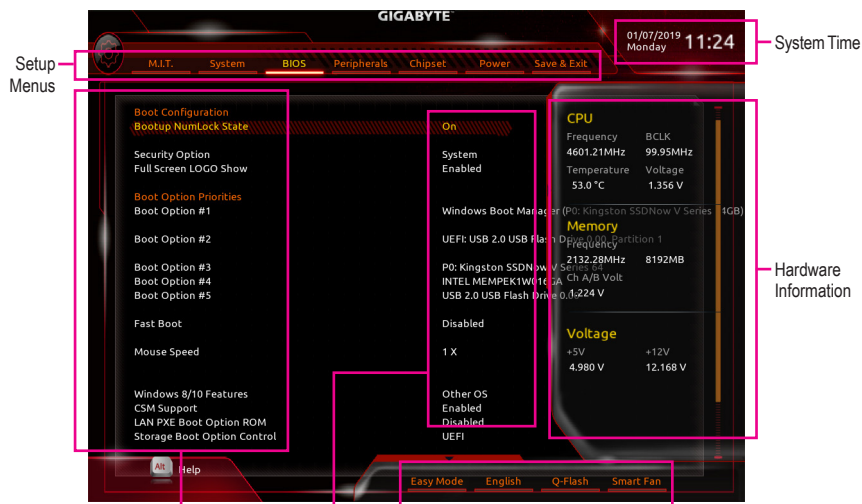 GIGABYTE
01/07/2019
Monday
11:24
System Time
Setup
Menus
M.I.T. System BIOS Peripherals Chipset Power Save & Exit
Boot Configuration
Bootup NumLock State On
Security Option System
Full Screen LOGO Show Enabled
Boot Option Priorities
Boot Option #1 Windows Boot Manager (P0: Kingston SSDNow V Series 4GB)
Boot Option #2 UEFI: USB 2.0 USB Flash Drive 0.00, Partition 1
Boot Option #3 P0: Kingston SSDNow V Series 64
Boot Option #4 INTEL MEMPEK1W016GA
Boot Option #5 USB 2.0 USB Flash Drive 0.00
Fast Boot Disabled
Mouse Speed 1 X
Windows 8/10 Features Other OS
CSM Support Enabled
LAN PXE Boot Option ROM Disabled
Storage Boot Option Control UEFI
CPU
Frequency BCLK
4601.21MHz 99.95MHz
Temperature Voltage
53.0 °C 1.356 V
Memory
Frequency
2132.28MHz 8192MB
Ch A/B Volt
1.224 V
Voltage
+5V +12V
4.980 V 12.168 V
Hardware
Information
Alt Help
Easy Mode English Q-Flash Smart Fan